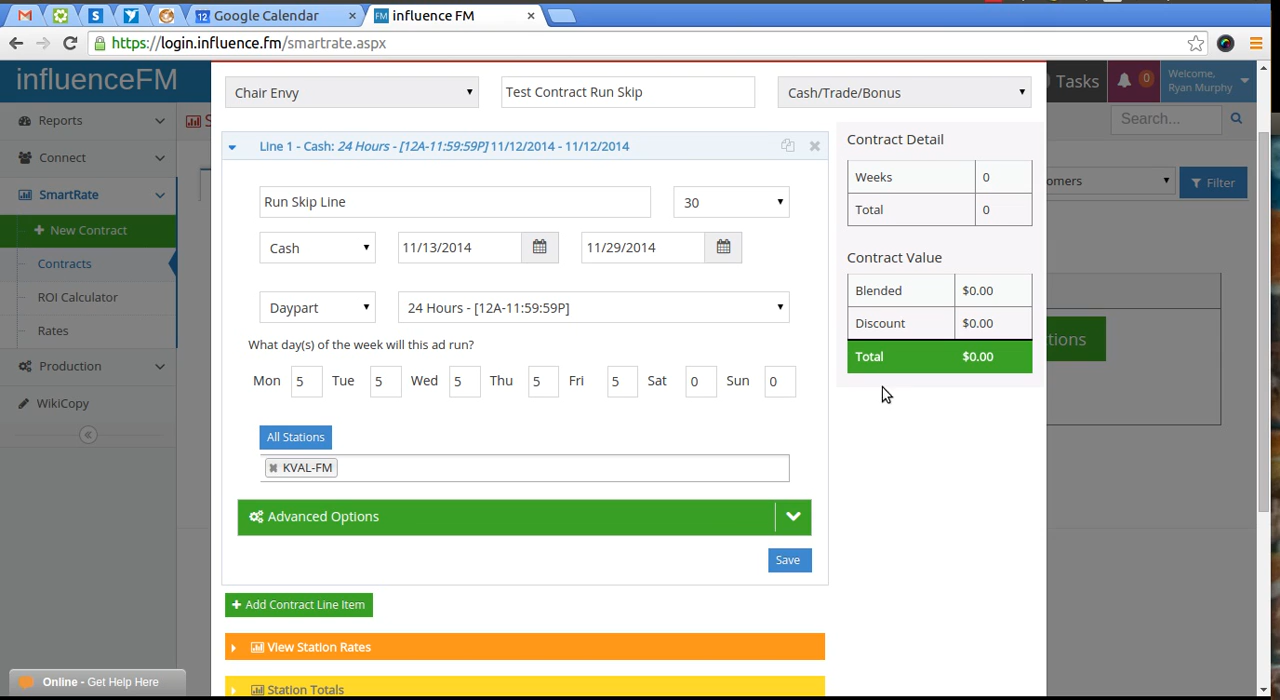 12 Google Calendar ×
FM influence FM ×
https://login.influence.fm/smartrate.aspx
influenceFM
Tasks 0 Welcome, Ryan Murphy
Reports
Connect
SmartRate
New Contract
Contracts
ROI Calculator
Rates
Production
WikiCopy
Chair Envy Test Contract Run Skip Cash/Trade/Bonus
Search...
Line 1 - Cash: 24 Hours - [12A-11:59:59P] 11/12/2014 - 11/12/2014
Run Skip Line 30
Cash 11/13/2014 11/29/2014
Daypart 24 Hours - [12A-11:59:59P]
What day(s) of the week will this ad run?
Mon 5 Tue 5 Wed 5 Thu 5 Fri 5 Sat 0 Sun 0
All Stations
KVAL-FM
Advanced Options
Save
Add Contract Line Item
View Station Rates
Station Totals
Contract Detail
Weeks 0
Total 0
Contract Value
Blended $0.00
Discount $0.00
Total $0.00
omers Filter
tions
Online - Get Help Here